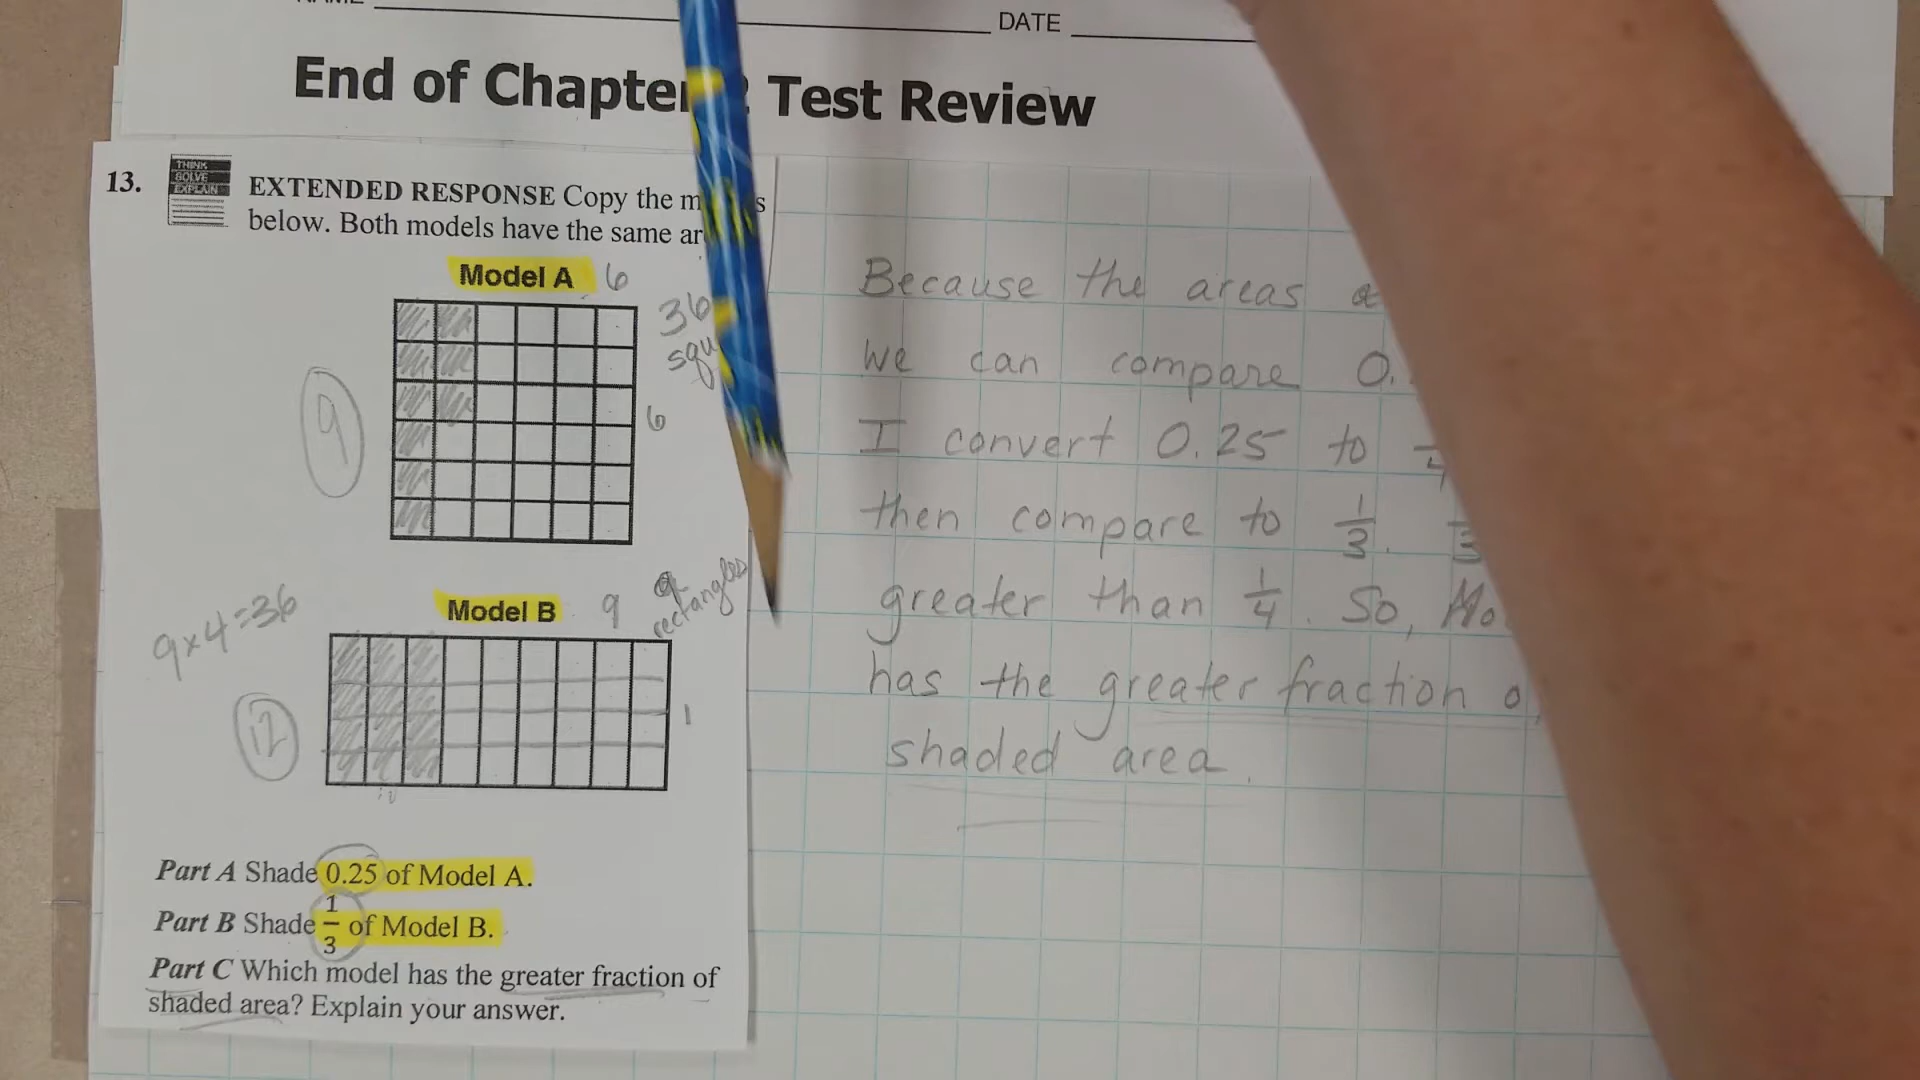 DATE
End of Chapter Test Review
13.
THINK
SOLVE
EXPLAIN
EXTENDED RESPONSE Copy the
below. Both models have the same
Model A 6
36
9
6
9x4=36
Model B 9
rectangles
12
1
Part A Shade 0.25 of Model A.
Part B Shade 1/3 of Model B.
Part C Which model has the greater fraction of
shaded area? Explain your answer.
Because the areas
we can compare 0.
I convert 0.25 to
then compare to 1/3.
greater than 1/4. So,
has the greater fraction
shaded area.